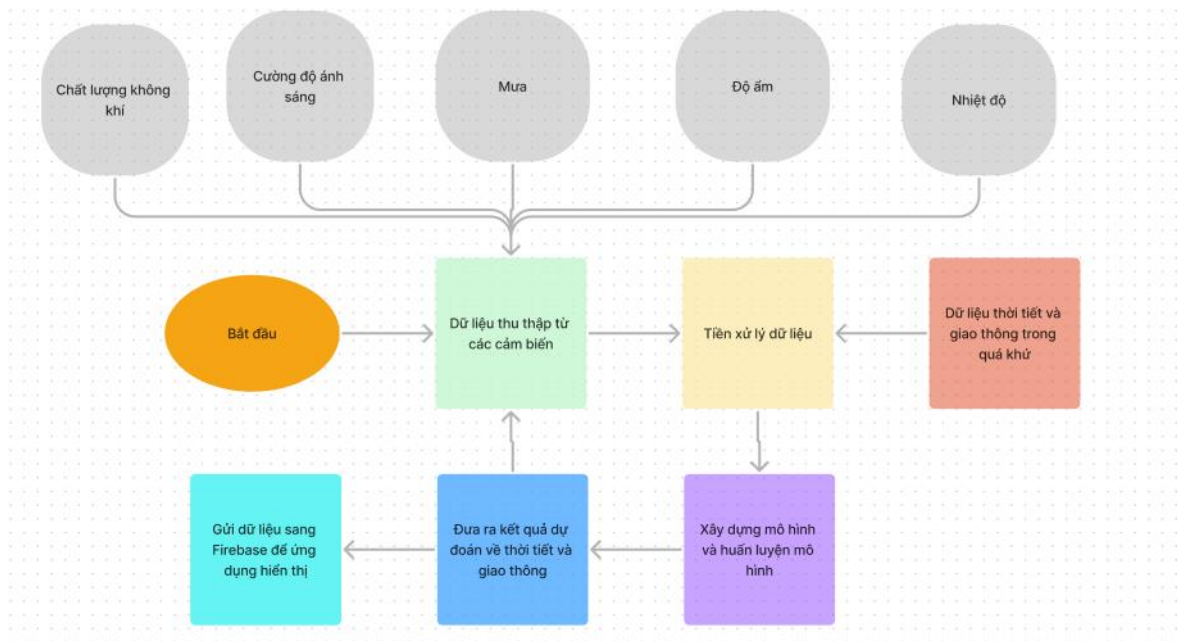 Chất lượng không
khí
Cường độ ánh
sáng
Mưa
Độ ẩm
Nhiệt độ
Bắt đầu
Dữ liệu thu thập từ
các cảm biến
Tiền xử lý dữ liệu
Dữ liệu thời tiết và
giao thông trong
quá khứ
Gửi dữ liệu sang
Firebase để ứng
dụng hiển thị
Đưa ra kết quả dự
đoán về thời tiết và
giao thông
Xây dựng mô hình
và huấn luyện mô
hình